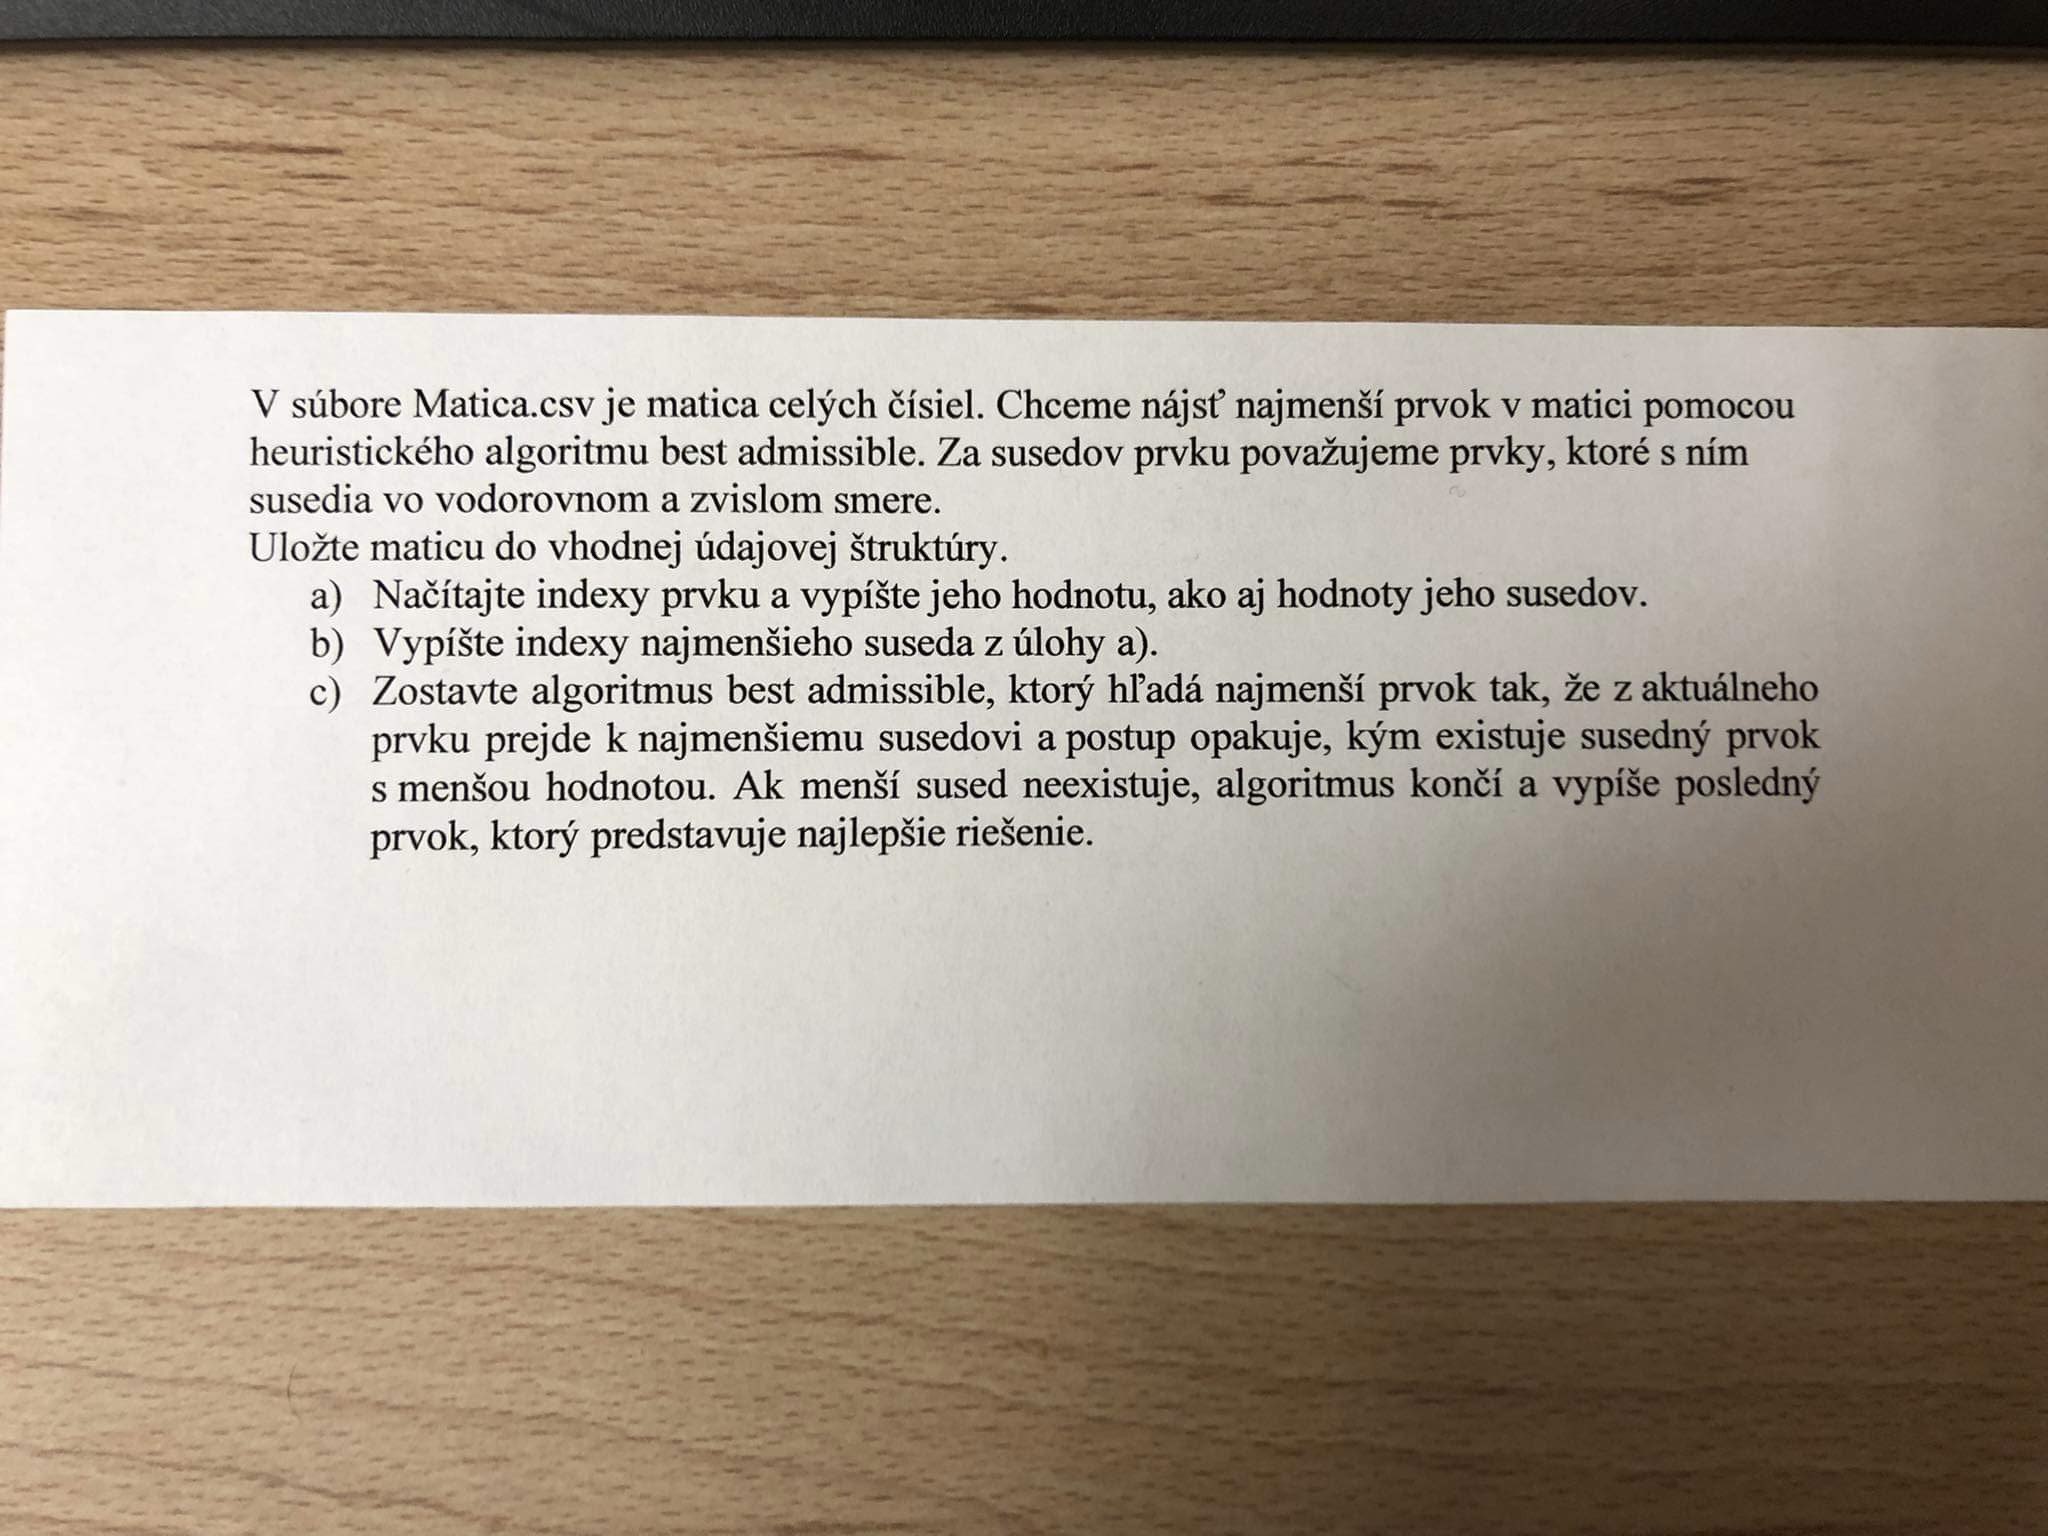 V súbore Matica.csv je matica celých čísiel. Chceme nájsť najmenší prvok v matici pomocou
heuristického algoritmu best admissible. Za susedov prvku považujeme prvky, ktoré s ním
susedia vo vodorovnom a zvislom smere.
Uložte maticu do vhodnej údajovej štruktúry.
a) Načítajte indexy prvku a vypíšte jeho hodnotu, ako aj hodnoty jeho susedov.
b) Vypíšte indexy najmenšieho suseda z úlohy a).
c) Zostavte algoritmus best admissible, ktorý hľadá najmenší prvok tak, že z aktuálneho
prvku prejde k najmenšiemu susedovi a postup opakuje, kým existuje susedný prvok
s menšou hodnotou. Ak menší sused neexistuje, algoritmus končí a vypíše posledný
prvok, ktorý predstavuje najlepšie riešenie.